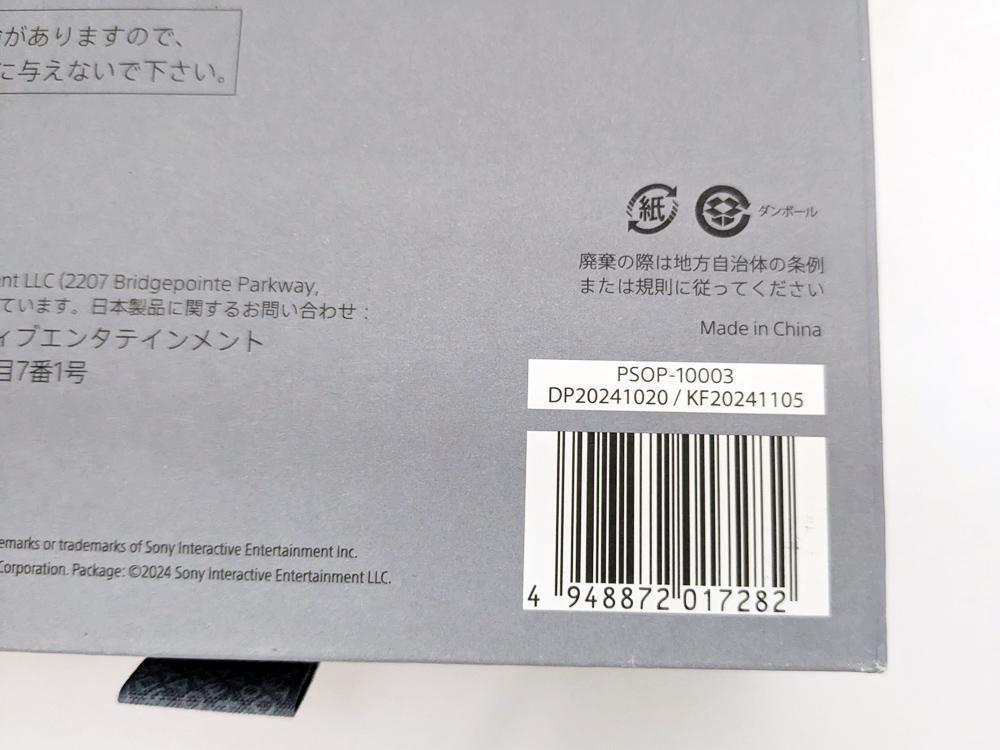 がありますので、
に与えないで下さい。
紙
ダンボール
廃棄の際は地方自治体の条例
または規則に従ってください
Made in China
nt LLC (2207 Bridgepointe Parkway,
ています。日本製品に関するお問い合わせ：
ィブエンタテインメント
目7番1号
PSOP-10003
DP20241020 / KF20241105
4 948872 017282
emarks or trademarks of Sony Interactive Entertainment Inc.
Corporation. Package: ©2024 Sony Interactive Entertainment LLC.